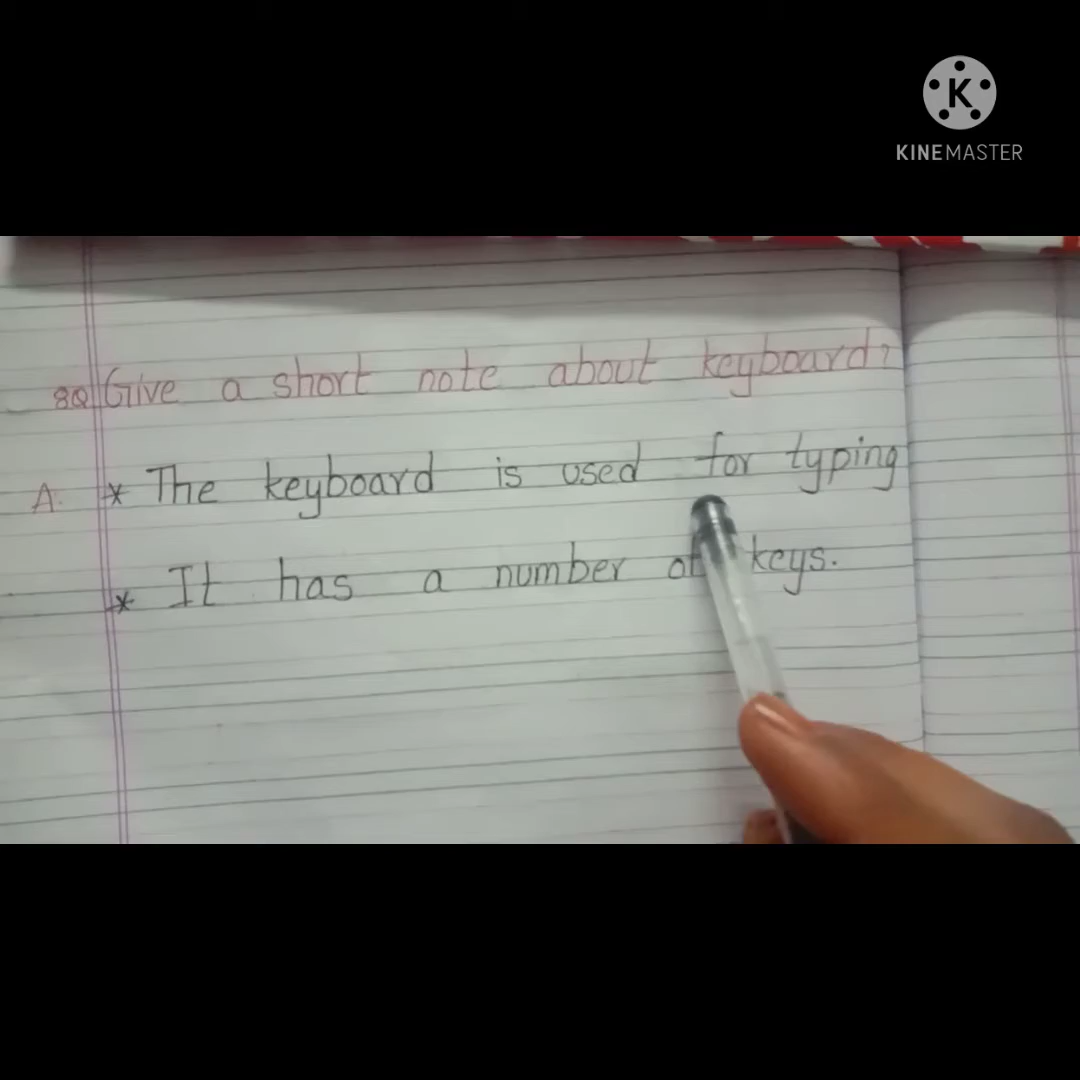 K
KINEMASTER
8Q Give a short note about keyboard?
A. * The keyboard is used for typing
* It has a number of keys.